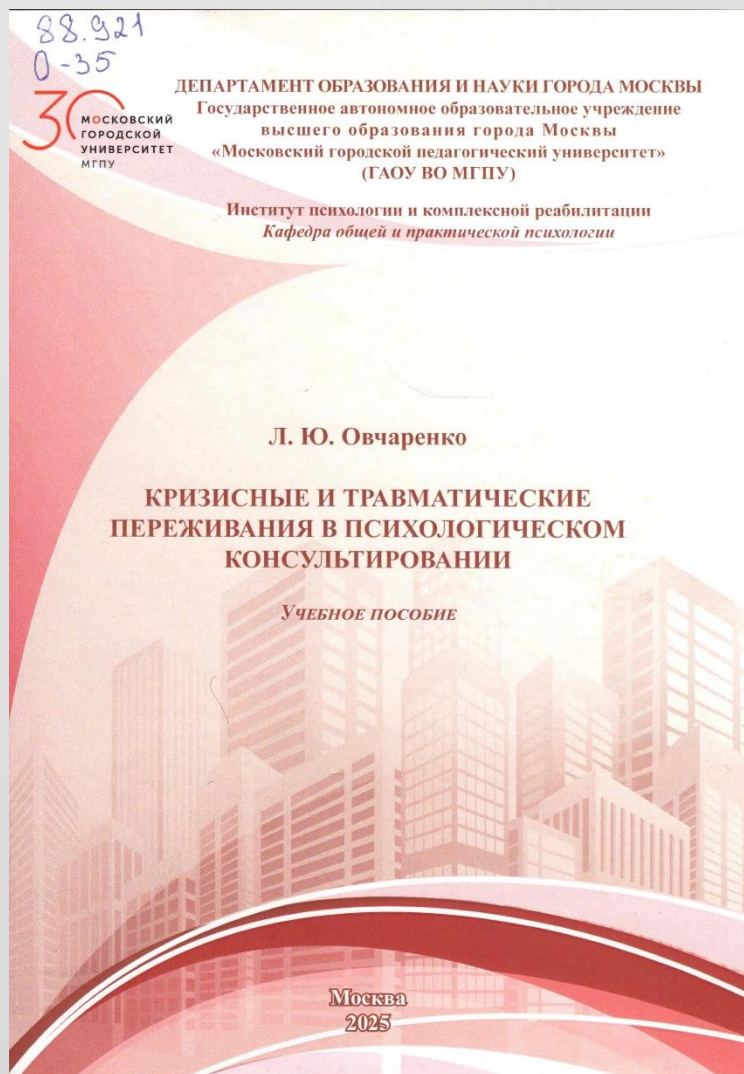 88.921
О-35
30
МОСКОВСКИЙ
ГОРОДСКОЙ
УНИВЕРСИТЕТ
МГПУ
ДЕПАРТАМЕНТ ОБРАЗОВАНИЯ И НАУКИ ГОРОДА МОСКВЫ
Государственное автономное образовательное учреждение
высшего образования города Москвы
«Московский городской педагогический университет»
(ГАОУ ВО МГПУ)
Институт психологии и комплексной реабилитации
Кафедра общей и практической психологии
Л. Ю. Овчаренко
КРИЗИСНЫЕ И ТРАВМАТИЧЕСКИЕ
ПЕРЕЖИВАНИЯ В ПСИХОЛОГИЧЕСКОМ
КОНСУЛЬТИРОВАНИИ
УЧЕБНОЕ ПОСОБИЕ
Москва
2025